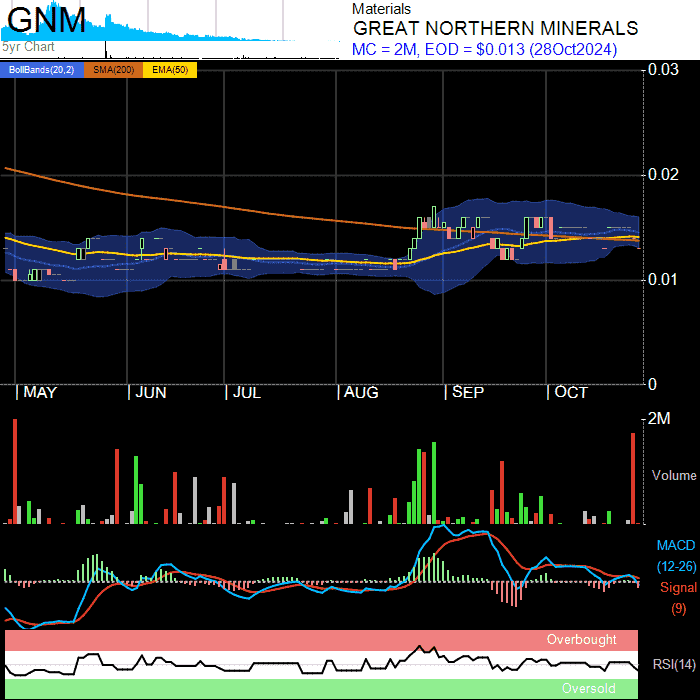 GNM
5yr Chart
Materials
GREAT NORTHERN MINERALS
MC = 2M, EOD = $0.013 (28Oct2024)
BollBands(20,2) SMA(200) EMA(50)
0.03
0.02
0.01
0
MAY JUN JUL AUG SEP OCT
2M
Volume
MACD
(12-26)
Signal
(9)
Overbought
RSI(14)
Oversold